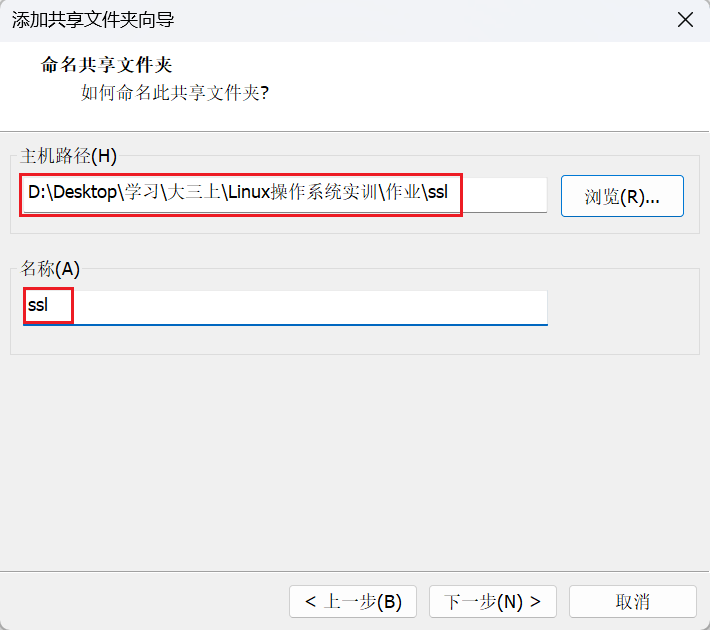 添加共享文件夹向导
命名共享文件夹
如何命名此共享文件夹?
主机路径(H)
D:\Desktop\学习\大三上\Linux操作系统实训\作业\ssl
浏览(R)...
名称(A)
ssl
< 上一步(B)
下一步(N) >
取消